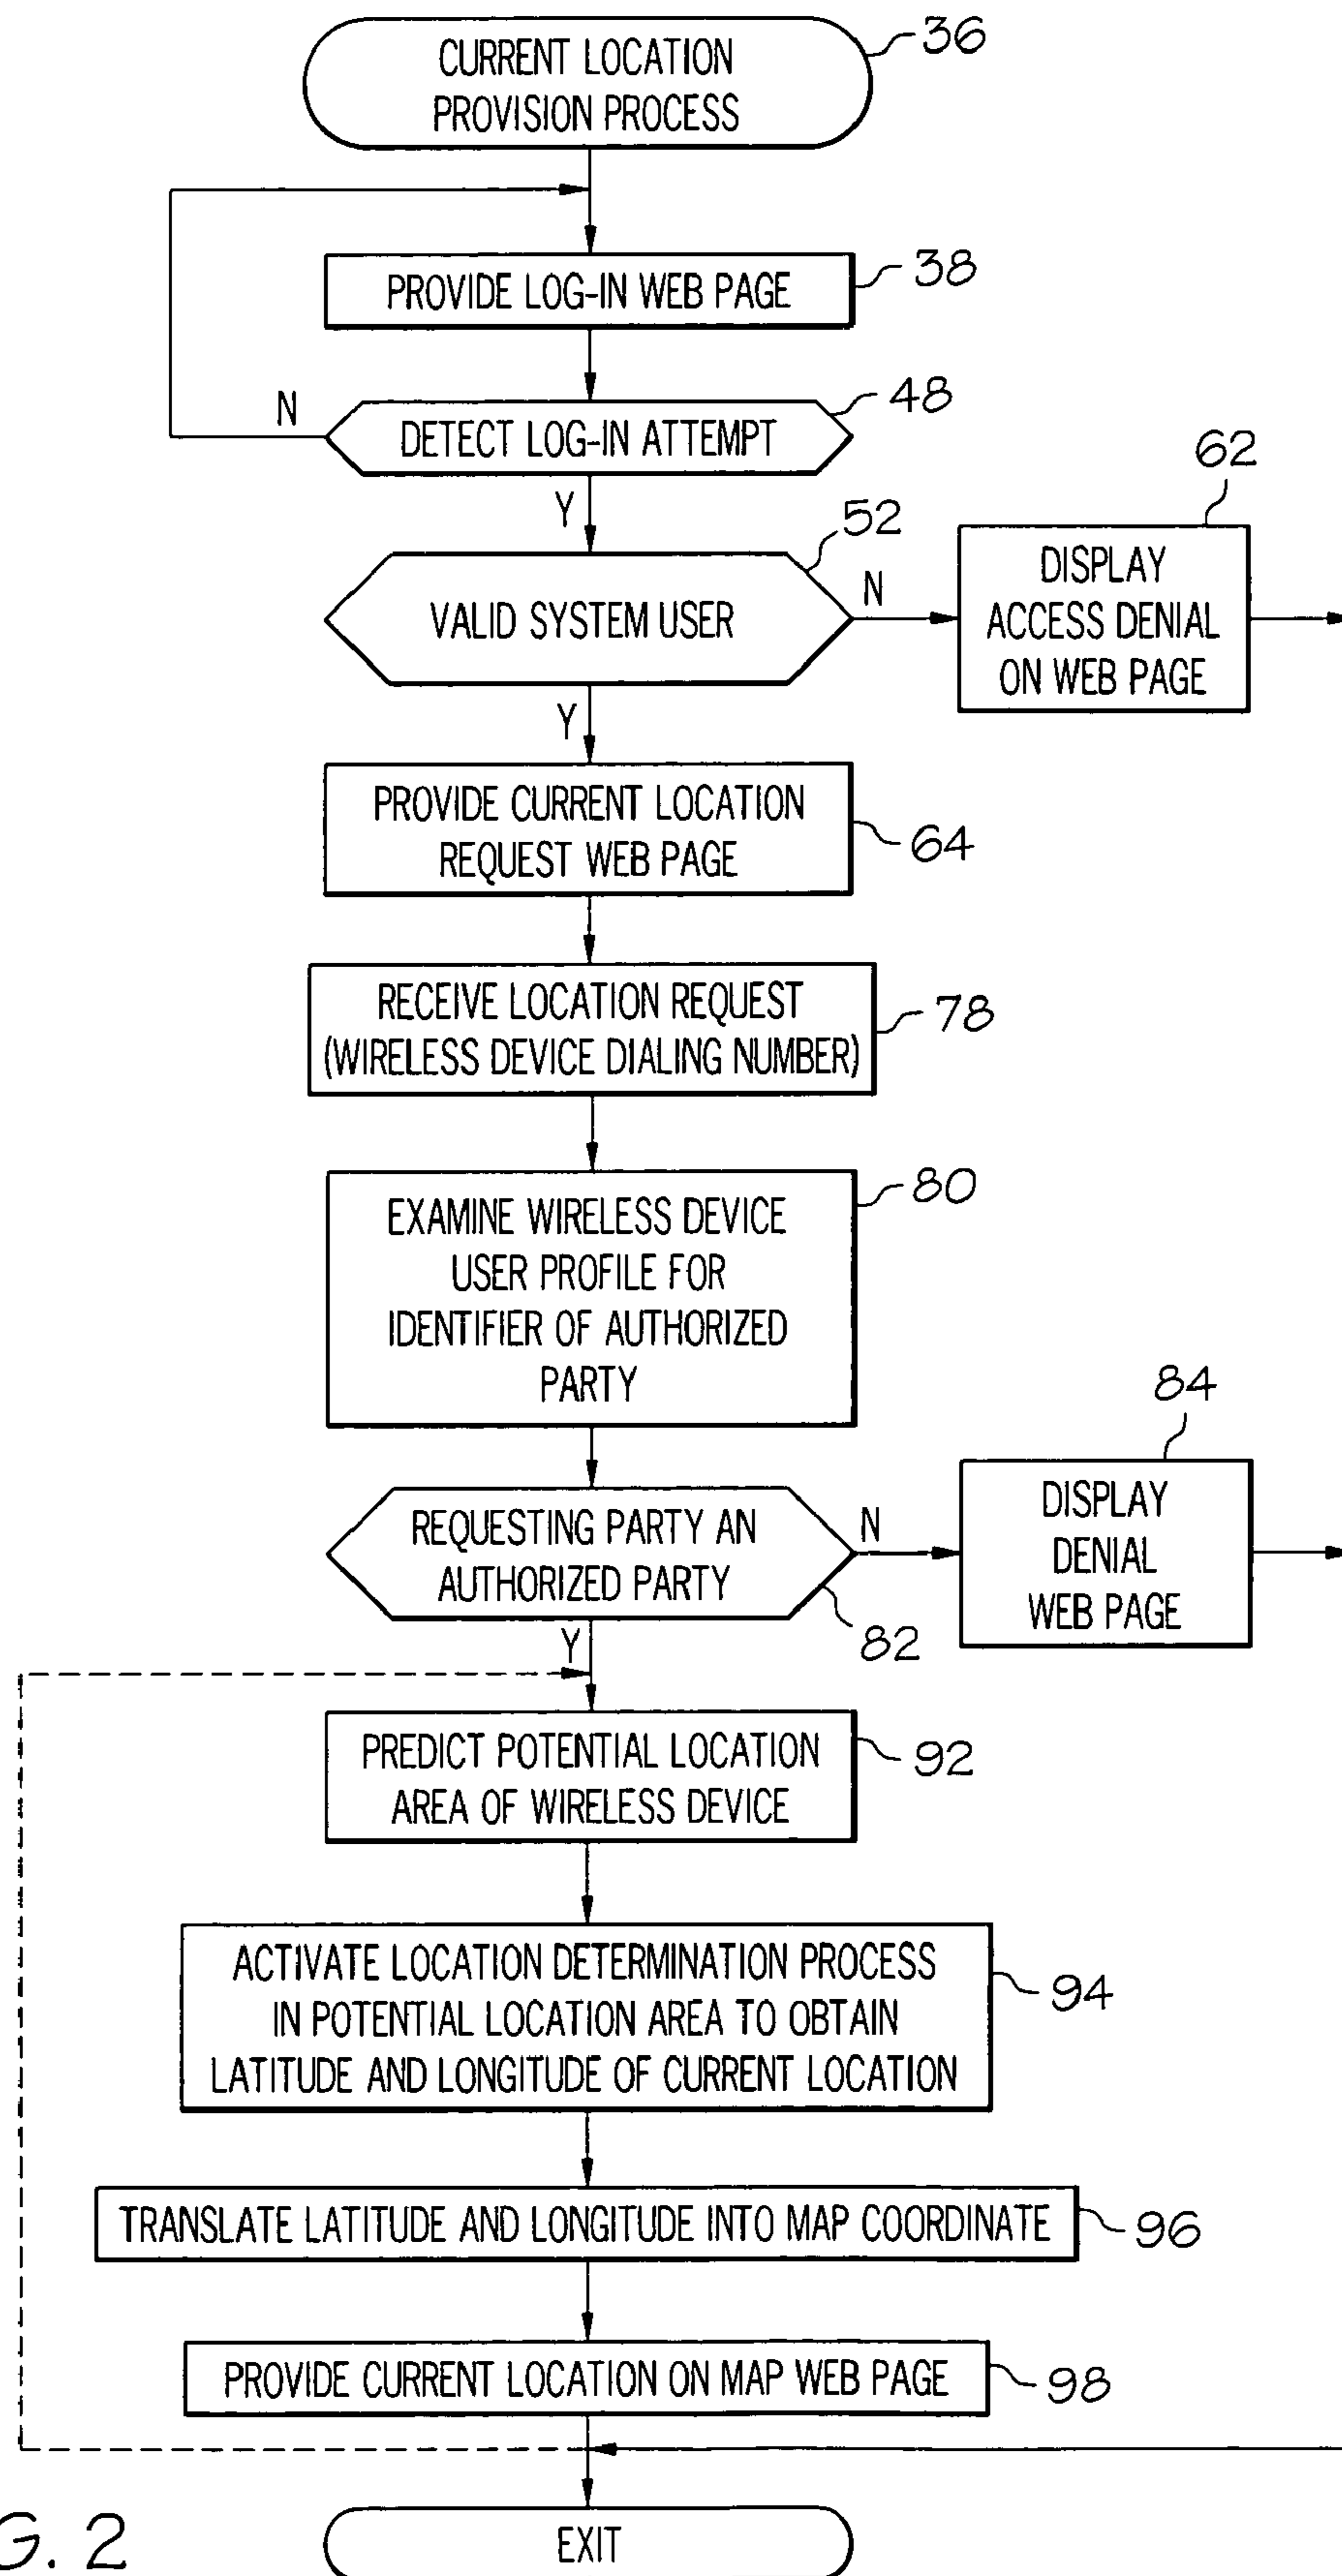 CURRENT LOCATION
PROVISION PROCESS
36
PROVIDE LOG-IN WEB PAGE
38
N
DETECT LOG-IN ATTEMPT
48
Y
52
62
VALID SYSTEM USER
N
DISPLAY
ACCESS DENIAL
ON WEB PAGE
Y
PROVIDE CURRENT LOCATION
REQUEST WEB PAGE
64
RECEIVE LOCATION REQUEST
(WIRELESS DEVICE DIALING NUMBER)
78
EXAMINE WIRELESS DEVICE
USER PROFILE FOR
IDENTIFIER OF AUTHORIZED
PARTY
80
84
REQUESTING PARTY AN
AUTHORIZED PARTY
N
DISPLAY
DENIAL
WEB PAGE
82
Y
PREDICT POTENTIAL LOCATION
AREA OF WIRELESS DEVICE
92
ACTIVATE LOCATION DETERMINATION PROCESS
IN POTENTIAL LOCATION AREA TO OBTAIN
LATITUDE AND LONGITUDE OF CURRENT LOCATION
94
TRANSLATE LATITUDE AND LONGITUDE INTO MAP COORDINATE
96
PROVIDE CURRENT LOCATION ON MAP WEB PAGE
98
EXIT
G. 2